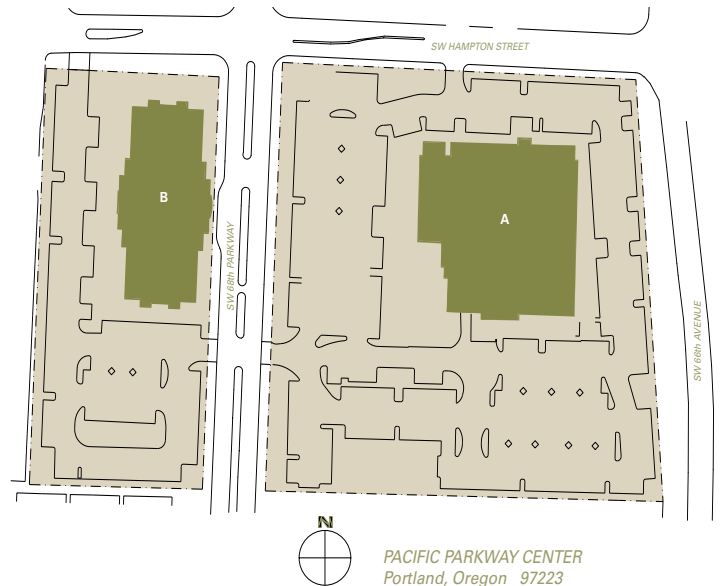 SW HAMPTON STREET
B
A
SW 68th PARKWAY
SW 66th AVENUE
N
PACIFIC PARKWAY CENTER
Portland, Oregon 97223